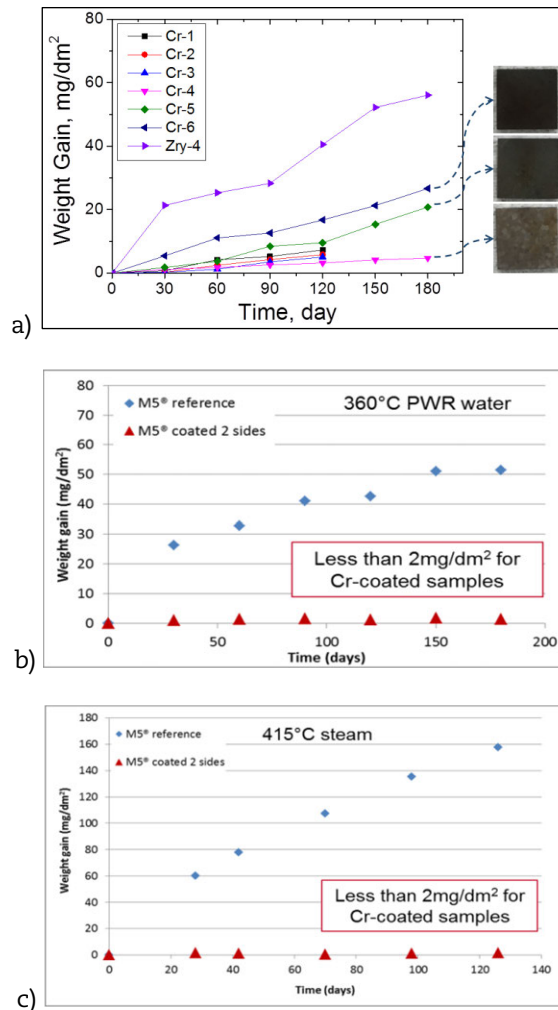 80
60
40
20
0
Weight Gain, mg/dm²
Cr-1
Cr-2
Cr-3
Cr-4
Cr-5
Cr-6
Zry-4
0 30 60 90 120 150 180
Time, day
a)
80
70
60
50
40
30
20
10
0
Weight gain (mg/dm²)
M5® reference
M5® coated 2 sides
360°C PWR water
Less than 2mg/dm² for
Cr-coated samples
0 50 100 150 200
Time (days)
b)
180
160
140
120
100
80
60
40
20
0
Weight gain (mg/dm²)
M5® reference
M5® coated 2 sides
415°C steam
Less than 2mg/dm² for
Cr-coated samples
0 20 40 60 80 100 120 140
Time (days)
c)